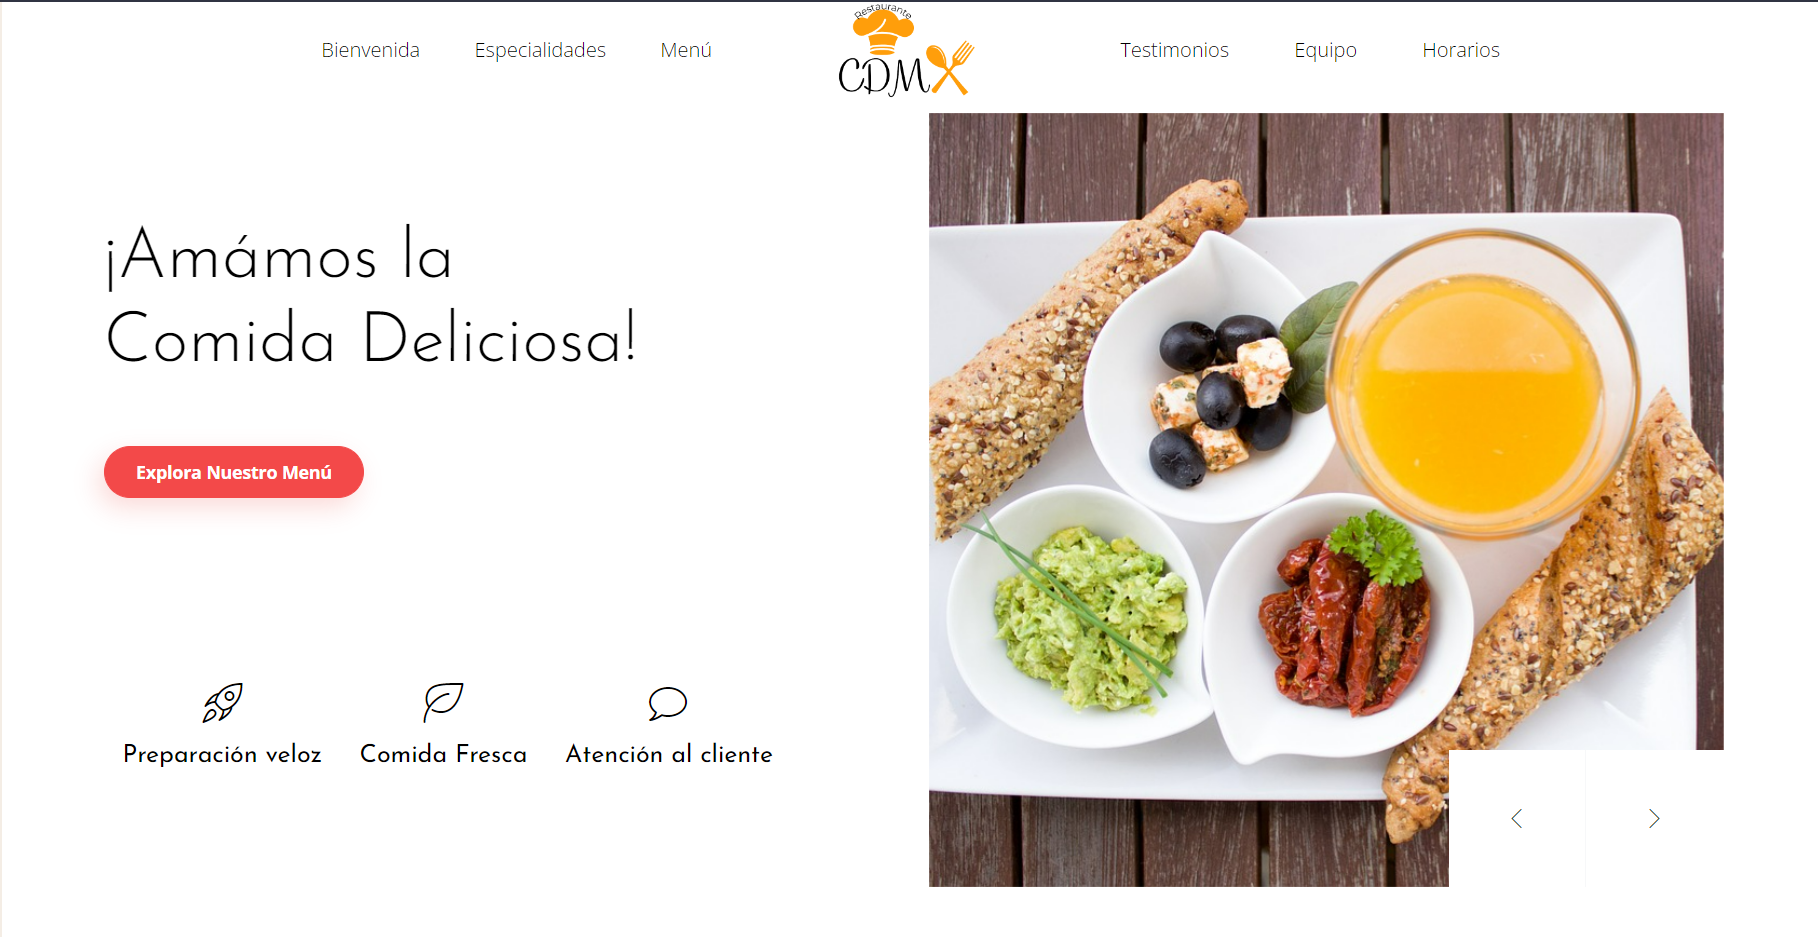 Bienvenida
Especialidades
Menú
Restaurante
CDMX
Testimonios
Equipo
Horarios
¡Amámos la
Comida Deliciosa!
Explora Nuestro Menú
Preparación veloz
Comida Fresca
Atención al cliente